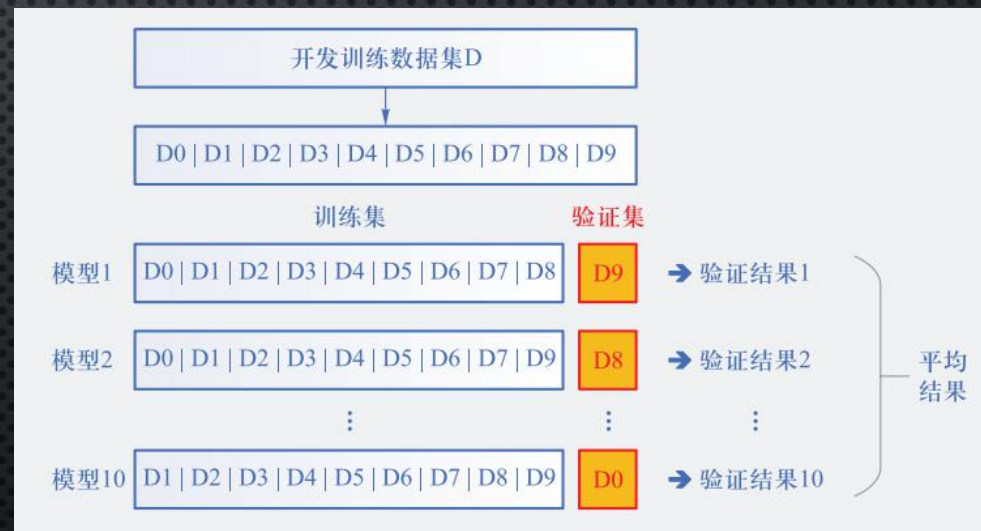 开发训练数据集D
D0 | D1 | D2 | D3 | D4 | D5 | D6 | D7 | D8 | D9
训练集 验证集
模型1 D0 | D1 | D2 | D3 | D4 | D5 | D6 | D7 | D8 D9 ➔ 验证结果1
模型2 D0 | D1 | D2 | D3 | D4 | D5 | D6 | D7 | D9 D8 ➔ 验证结果2
平均
结果
⋮ ⋮ ⋮
模型10 D1 | D2 | D3 | D4 | D5 | D6 | D7 | D8 | D9 D0 ➔ 验证结果10